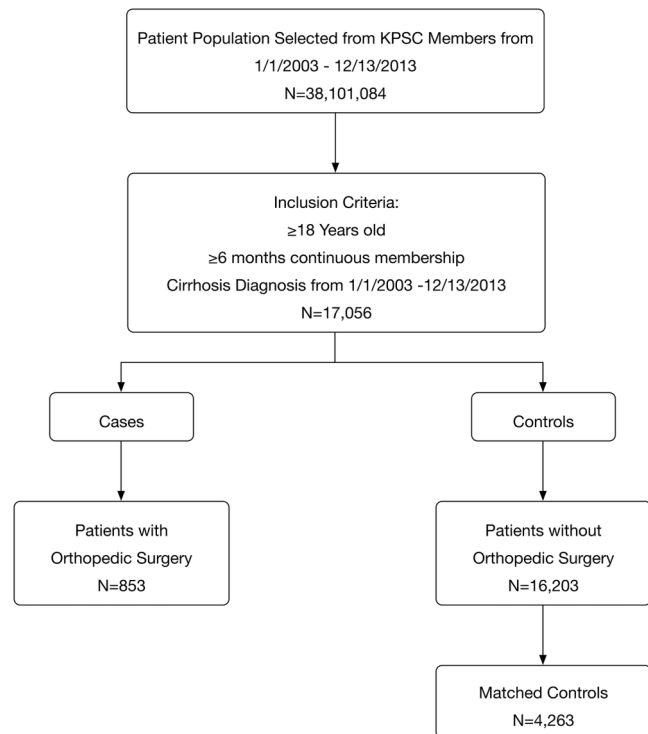 Patient Population Selected from KPSC Members from
1/1/2003 - 12/13/2013
N=38,101,084
Inclusion Criteria:
≥18 Years old
≥6 months continuous membership
Cirrhosis Diagnosis from 1/1/2003 -12/13/2013
N=17,056
Cases
Controls
Patients with
Orthopedic Surgery
N=853
Patients without
Orthopedic Surgery
N=16,203
Matched Controls
N=4,263